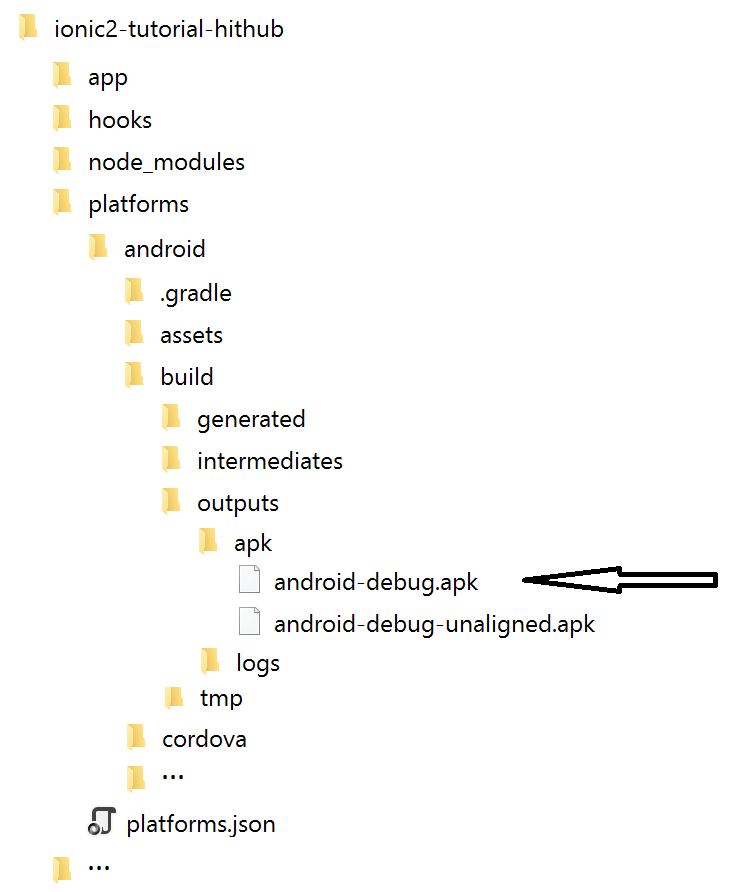 ionic2-tutorial-hithub
app
hooks
node_modules
platforms
android
.gradle
assets
build
generated
intermediates
outputs
apk
android-debug.apk
android-debug-unaligned.apk
logs
tmp
cordova
...
platforms.json
...